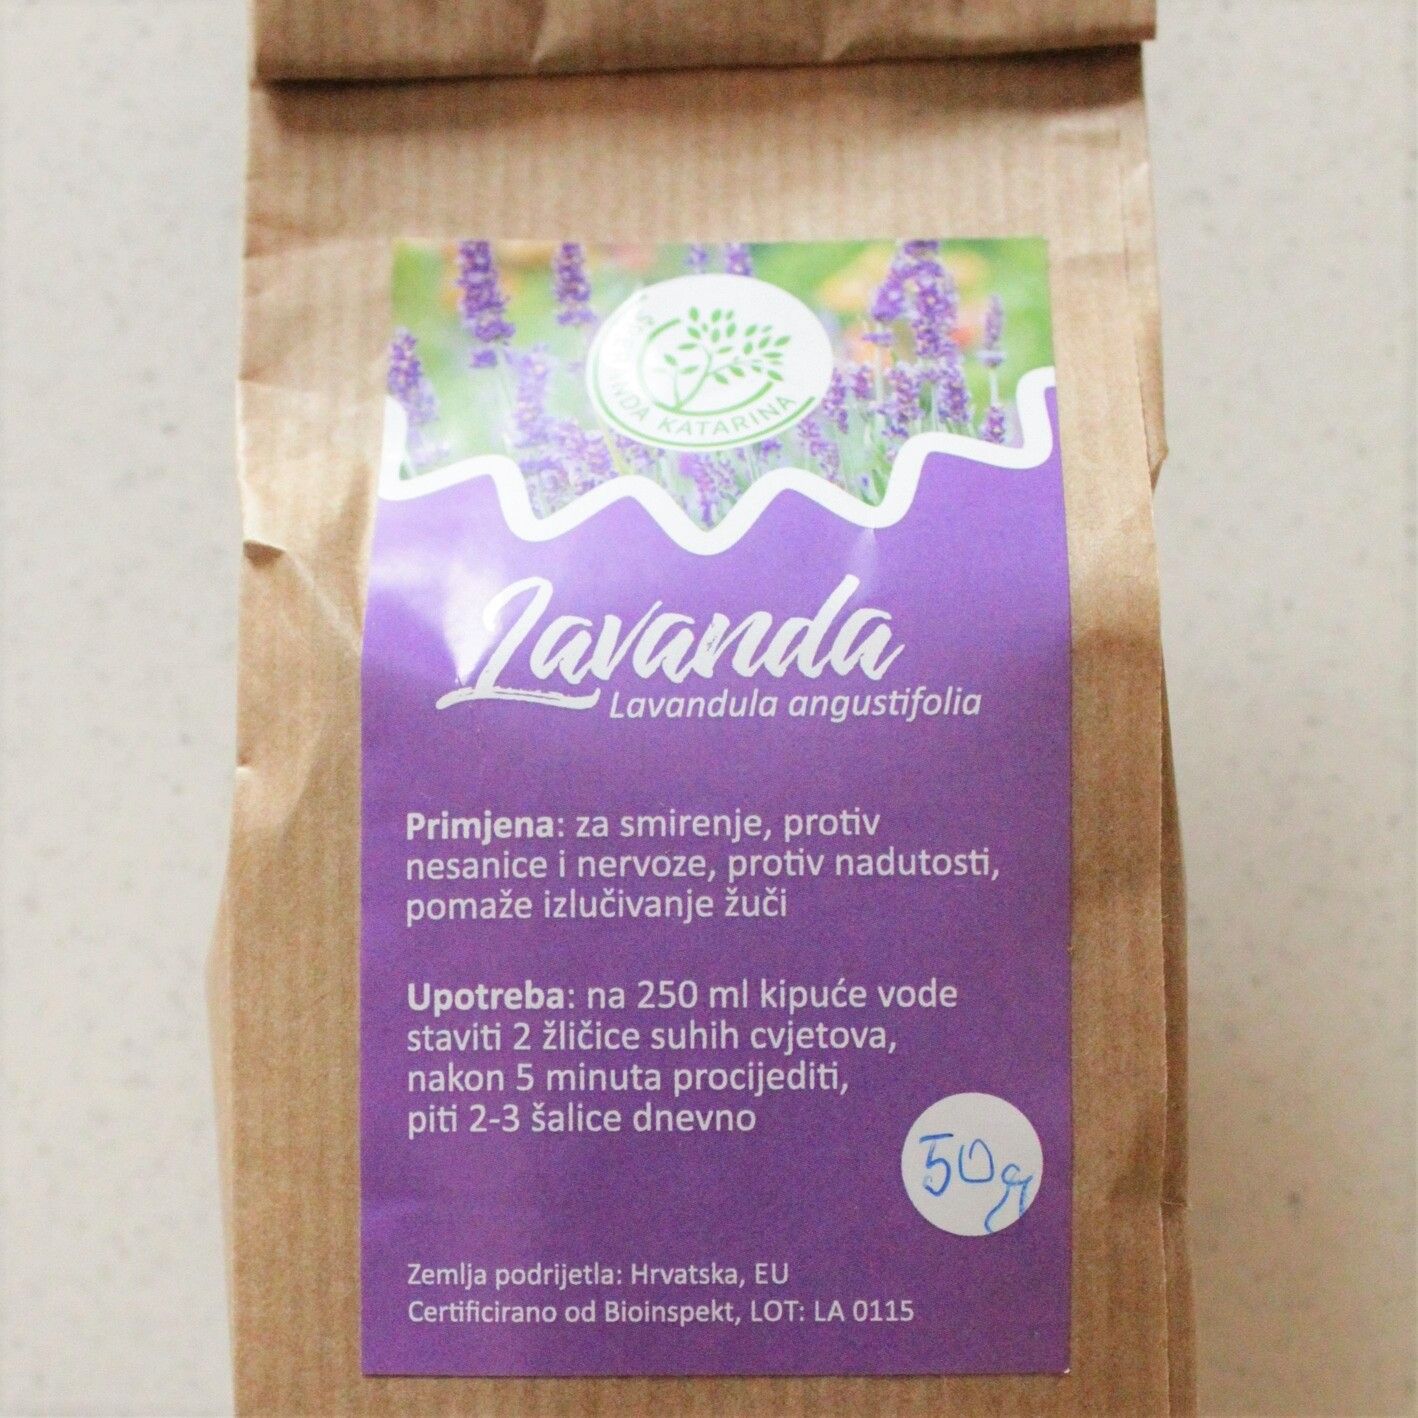 KATARINA
Lavanda
Lavandula angustifolia
Primjena: za smirenje, protiv
nesanice i nervoze, protiv nadutosti,
pomaže izlučivanje žuči
Upotreba: na 250 ml kipuće vode
staviti 2 žličice suhih cvjetova,
nakon 5 minuta procijediti,
piti 2-3 šalice dnevno
50g
Zemlja podrijetla: Hrvatska, EU
Certificirano od Bioinspekt, LOT: LA 0115